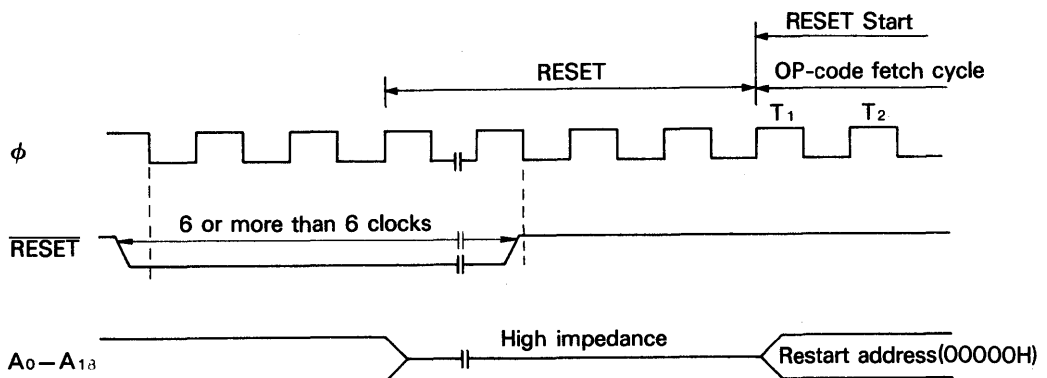 RESET Start
RESET
OP-code fetch cycle
T₁ T₂
φ
6 or more than 6 clocks
RESET
High impedance
A₀–A₁₈
Restart address(00000H)